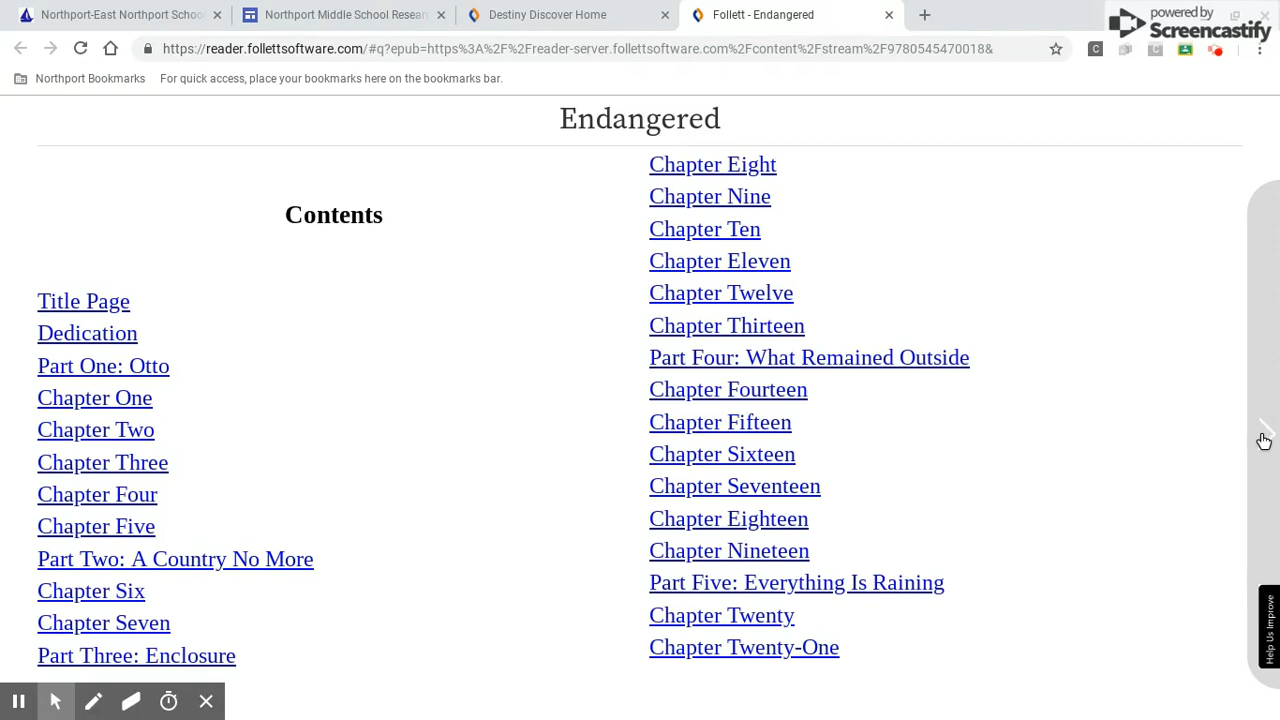 Northport-East Northport Schoo
Northport Middle School Resear
Destiny Discover Home
Follett - Endangered
powered by
Screencastify
https://reader.follettsoftware.com/#q?epub=https%3A%2F%2Freader-server.follettsoftware.com%2Fcontent%2Fstream%2F9780545470018&
Northport Bookmarks
For quick access, place your bookmarks here on the bookmarks bar.
Endangered
Contents
Title Page
Dedication
Part One: Otto
Chapter One
Chapter Two
Chapter Three
Chapter Four
Chapter Five
Part Two: A Country No More
Chapter Six
Chapter Seven
Part Three: Enclosure
Chapter Eight
Chapter Nine
Chapter Ten
Chapter Eleven
Chapter Twelve
Chapter Thirteen
Part Four: What Remained Outside
Chapter Fourteen
Chapter Fifteen
Chapter Sixteen
Chapter Seventeen
Chapter Eighteen
Chapter Nineteen
Part Five: Everything Is Raining
Chapter Twenty
Chapter Twenty-One
Help Us Improve